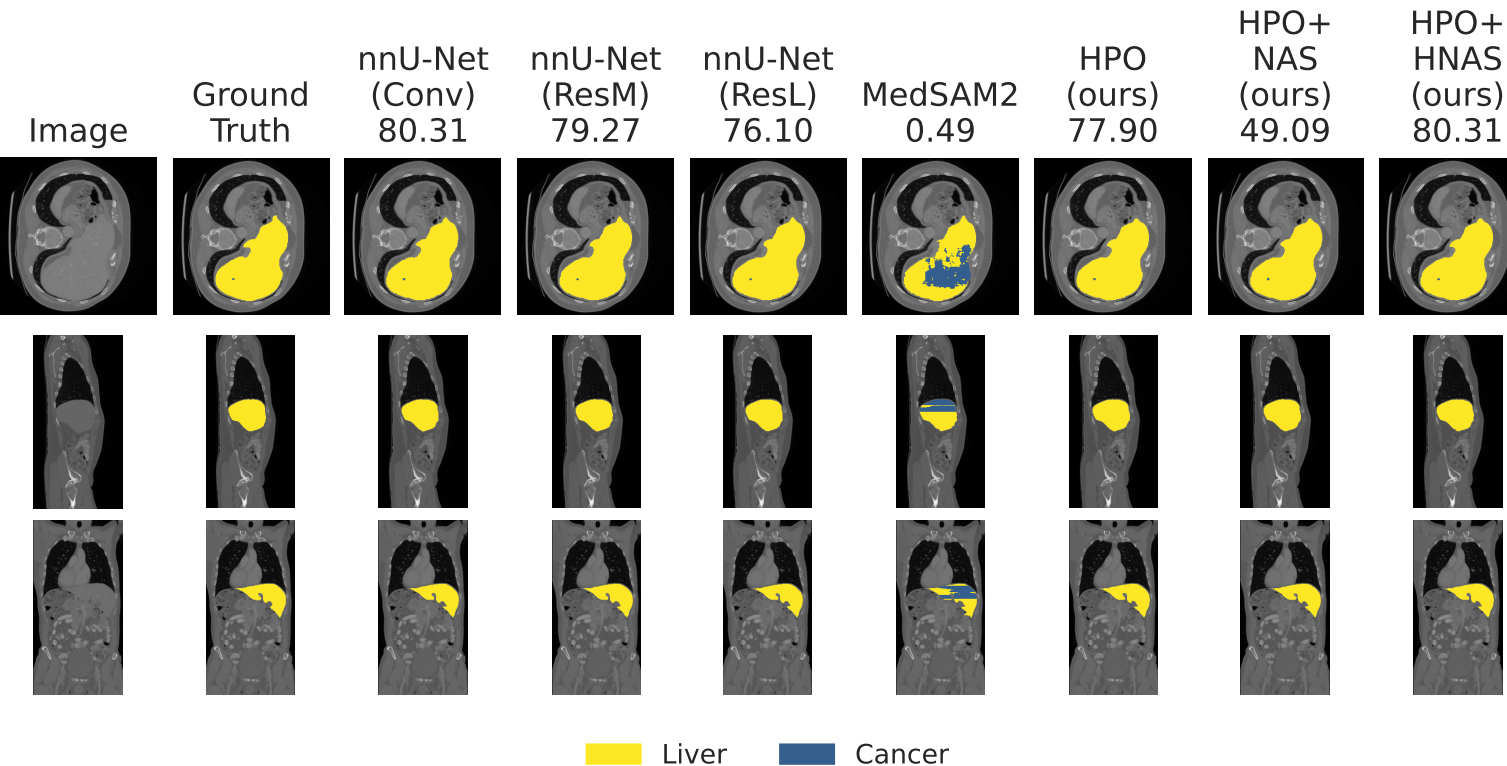 Image
Ground
Truth
nnU-Net
(Conv)
80.31
nnU-Net
(ResM)
79.27
nnU-Net
(ResL)
76.10
MedSAM2
0.49
HPO
(ours)
77.90
HPO+
NAS
(ours)
49.09
HPO+
HNAS
(ours)
80.31
Liver
Cancer